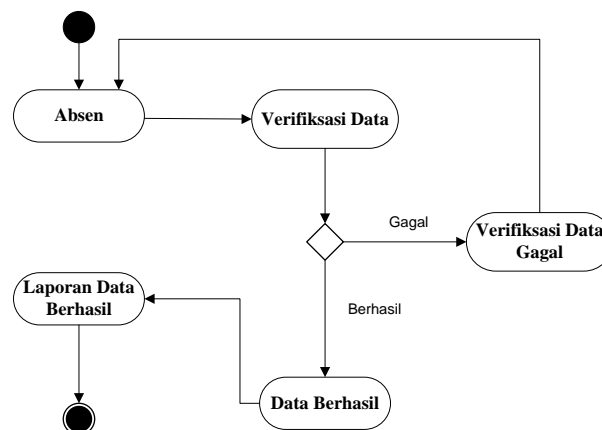 Absen
Verifiksasi Data
Gagal
Verifiksasi Data
Gagal
Laporan Data
Berhasil
Berhasil
Data Berhasil